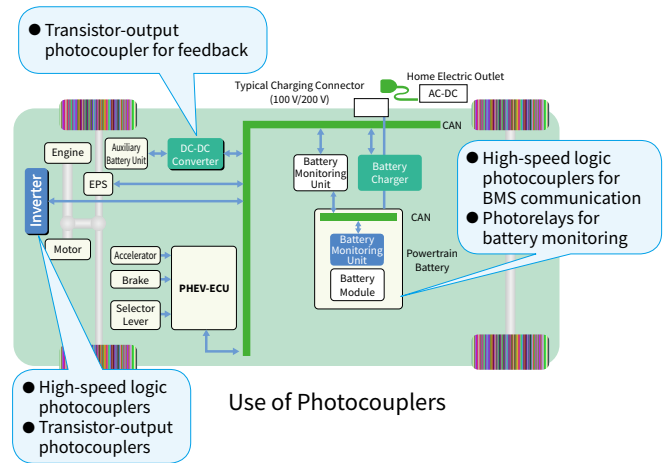 ● Transistor-output
photocoupler for feedback
Typical Charging Connector
(100 V/200 V)
Home Electric Outlet
AC-DC
CAN
Engine
Auxiliary
Battery Unit
DC-DC
Converter
Battery
Monitoring
Unit
Battery
Charger
● High-speed logic
photocouplers for
BMS communication
● Photorelays for
battery monitoring
Inverter
EPS
Motor
CAN
Battery
Monitoring
Unit
Battery
Module
Powertrain
Battery
Accelerator
Brake
Selector
Lever
PHEV-ECU
● High-speed logic
photocouplers
● Transistor-output
photocouplers
Use of Photocouplers